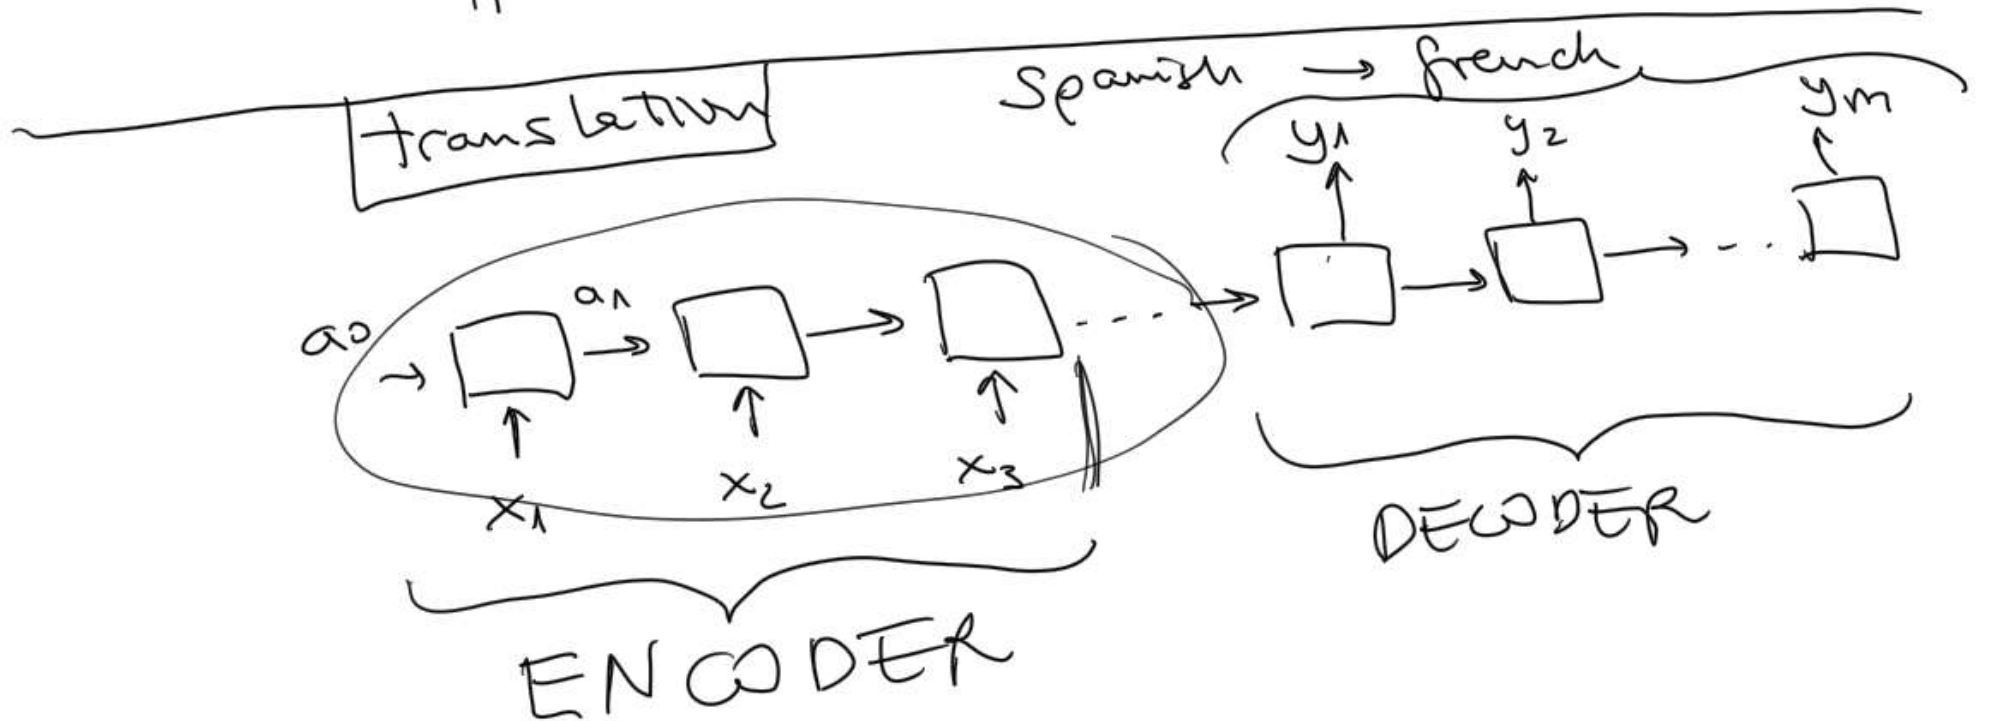 translation
Spanish → french
y1 y2 ym
a0 a1
x1 x2 x3
DECODER
ENCODER